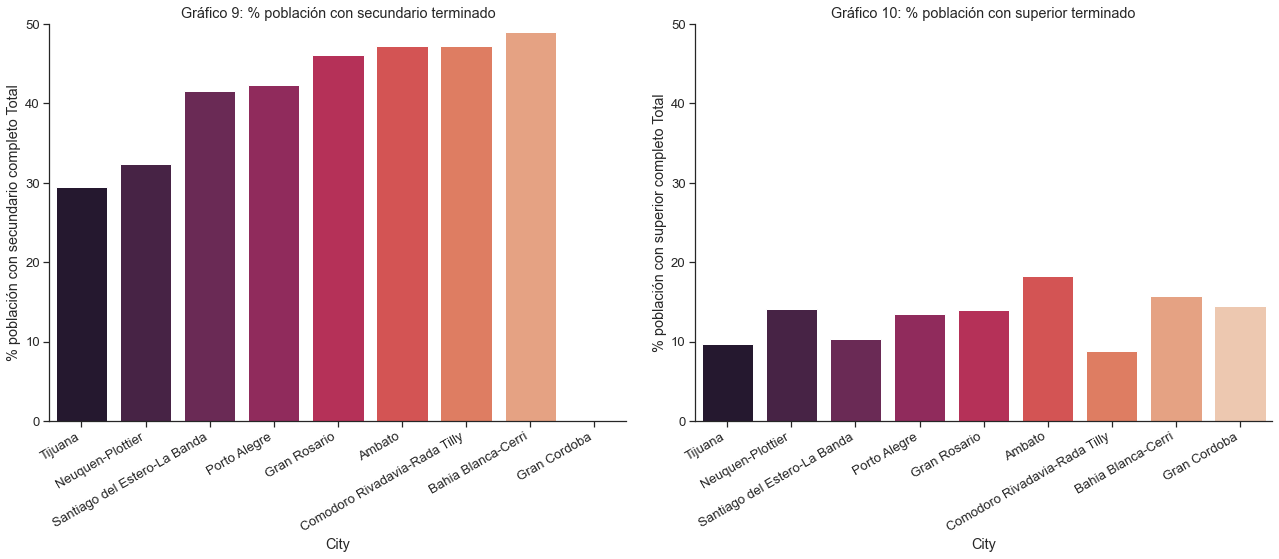 Gráfico 9: % población con secundario terminado
% población con secundario completo Total
50
40
30
20
10
0
Tijuana
Neuquen-Plottier
Santiago del Estero-La Banda
Porto Alegre
Gran Rosario
Ambato
Comodoro Rivadavia-Rada Tilly
Bahia Blanca-Cerri
Gran Cordoba
City
Gráfico 10: % población con superior terminado
% población con superior completo Total
50
40
30
20
10
0
Tijuana
Neuquen-Plottier
Santiago del Estero-La Banda
Porto Alegre
Gran Rosario
Ambato
Comodoro Rivadavia-Rada Tilly
Bahia Blanca-Cerri
Gran Cordoba
City